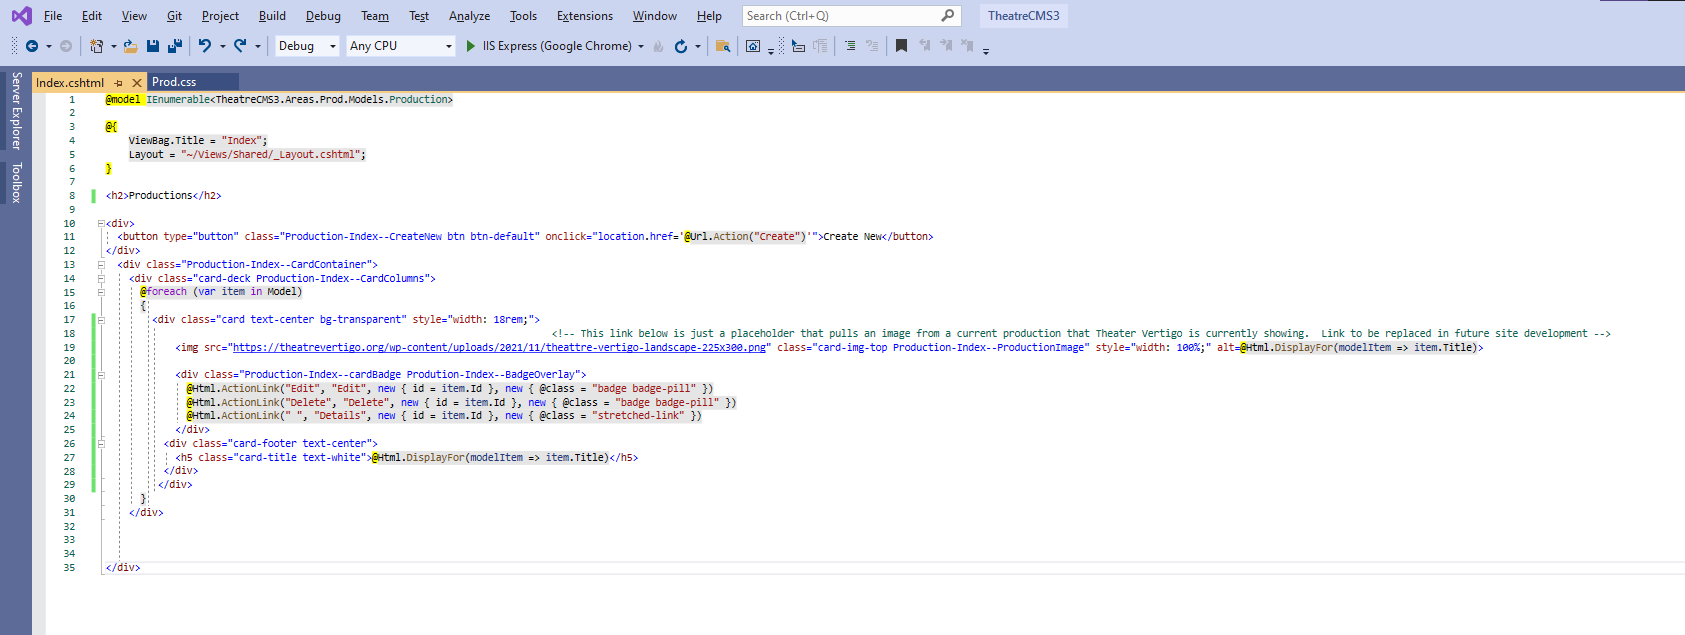 File Edit View Git Project Build Debug Team Test Analyze Tools Extensions Window Help Search (Ctrl+Q) TheatreCMS3
Debug Any CPU IIS Express (Google Chrome)
Server Explorer
Toolbox
Index.cshtml Prod.css
1 @model IEnumerable<TheatreCMS3.Areas.Prod.Models.Production>
2
3 @{
4 ViewBag.Title = "Index";
5 Layout = "~/Views/Shared/_Layout.cshtml";
6 }
7
8 <h2>Productions</h2>
9
10 <div>
11 <button type="button" class="Production-Index--CreateNew btn btn-default" onclick="location.href='@Url.Action("Create")'">Create New</button>
12 </div>
13 <div class="Production-Index--CardContainer">
14 <div class="card-deck Production-Index--CardColumns">
15 @foreach (var item in Model)
16 {
17 <div class="card text-center bg-transparent" style="width: 18rem;">
18 <!-- This link below is just a placeholder that pulls an image from a current production that Theater Vertigo is currently showing. Link to be replaced in future site development -->
19 <img src="https://theatrevertigo.org/wp-content/uploads/2021/11/theattre-vertigo-landscape-225x300.png" class="card-img-top Production-Index--ProductionImage" style="width: 100%;" alt=@Html.DisplayFor(modelItem => item.Title)>
20
21 <div class="Production-Index--cardBadge Prodution-Index--BadgeOverlay">
22 @Html.ActionLink("Edit", "Edit", new { id = item.Id }, new { @class = "badge badge-pill" })
23 @Html.ActionLink("Delete", "Delete", new { id = item.Id }, new { @class = "badge badge-pill" })
24 @Html.ActionLink(" ", "Details", new { id = item.Id }, new { @class = "stretched-link" })
25 </div>
26 <div class="card-footer text-center">
27 <h5 class="card-title text-white">@Html.DisplayFor(modelItem => item.Title)</h5>
28 </div>
29 </div>
30 }
31 </div>
32
33
34
35 </div>